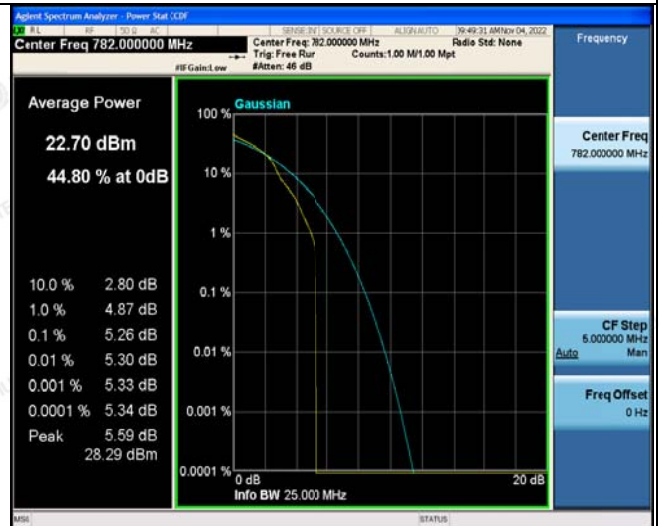 Agilent Spectrum Analyzer - Power Stat CCDF
RL RF 50 Ω AC SENSE:INT SOURCE OFF ALIGN AUTO 09:49:31 AM Nov 04, 2022
Center Freq 782.000000 MHz
Center Freq: 782.000000 MHz Radio Std: None
Trig: Free Run Counts:1.00 M/1.00 Mpt
#IFGain:Low #Atten: 46 dB
Frequency
Average Power
22.70 dBm
44.80 % at 0dB
10.0 % 2.80 dB
1.0 % 4.87 dB
0.1 % 5.26 dB
0.01 % 5.30 dB
0.001 % 5.33 dB
0.0001 % 5.34 dB
Peak 5.59 dB
28.29 dBm
Gaussian
100 %
10 %
1 %
0.1 %
0.01 %
0.001 %
0.0001 %
0 dB 20 dB
Info BW 25.000 MHz
Center Freq
782.000000 MHz
CF Step
5.000000 MHz
Auto Man
Freq Offset
0 Hz
MSG STATUS